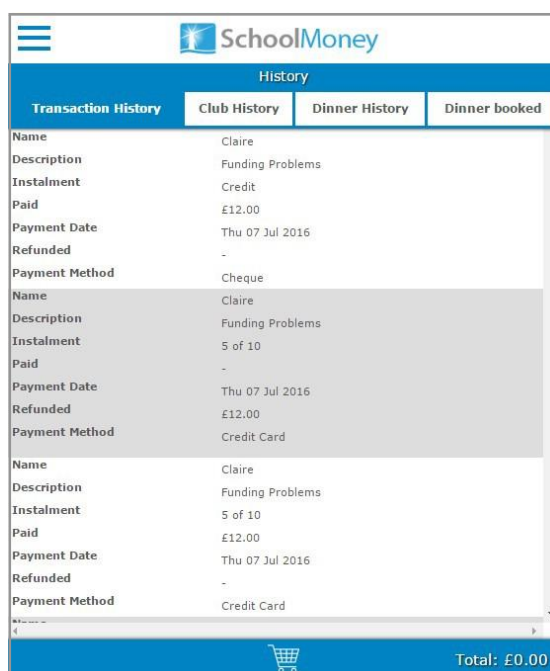 SchoolMoney
History
Transaction History Club History Dinner History Dinner booked
Name Claire
Description Funding Problems
Instalment Credit
Paid £12.00
Payment Date Thu 07 Jul 2016
Refunded -
Payment Method Cheque
Name Claire
Description Funding Problems
Instalment 5 of 10
Paid -
Payment Date Thu 07 Jul 2016
Refunded £12.00
Payment Method Credit Card
Name Claire
Description Funding Problems
Instalment 5 of 10
Paid £12.00
Payment Date Thu 07 Jul 2016
Refunded -
Payment Method Credit Card
Total: £0.00